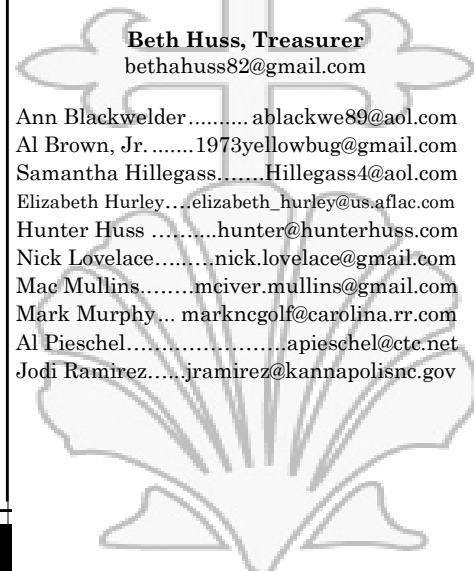 Beth Huss, Treasurer
bethahuss82@gmail.com
Ann Blackwelder.......... ablackwe89@aol.com
Al Brown, Jr. .......1973yellowbug@gmail.com
Samantha Hillegass.......Hillegass4@aol.com
Elizabeth Hurley....elizabeth_hurley@us.aflac.com
Hunter Huss ..........hunter@hunterhuss.com
Nick Lovelace.........nick.lovelace@gmail.com
Mac Mullins........mciver.mullins@gmail.com
Mark Murphy... markncgolf@carolina.rr.com
Al Pieschel.......................apieschel@ctc.net
Jodi Ramirez......jramirez@kannapolisnc.gov